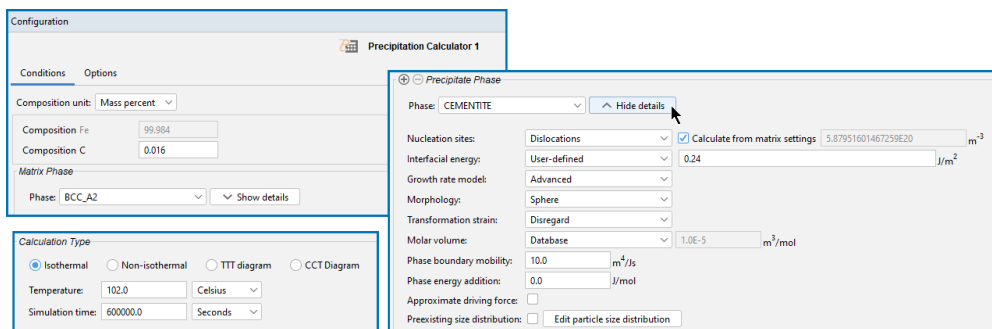 Configuration
Precipitation Calculator 1
Conditions Options
Composition unit: Mass percent
Composition Fe 99.984
Composition C 0.016
Matrix Phase
Phase: BCC_A2 Show details
Calculation Type
Isothermal Non-isothermal TTT diagram CCT Diagram
Temperature: 102.0 Celsius
Simulation time: 600000.0 Seconds
Precipitate Phase
Phase: CEMENTITE Hide details
Nucleation sites: Dislocations Calculate from matrix settings 5.87951601467259E20 m-3
Interfacial energy: User-defined 0.24 J/m2
Growth rate model: Advanced
Morphology: Sphere
Transformation strain: Disregard
Molar volume: Database 1.0E-5 m3/mol
Phase boundary mobility: 10.0 m4/Js
Phase energy addition: 0.0 J/mol
Approximate driving force:
Preexisting size distribution: Edit particle size distribution